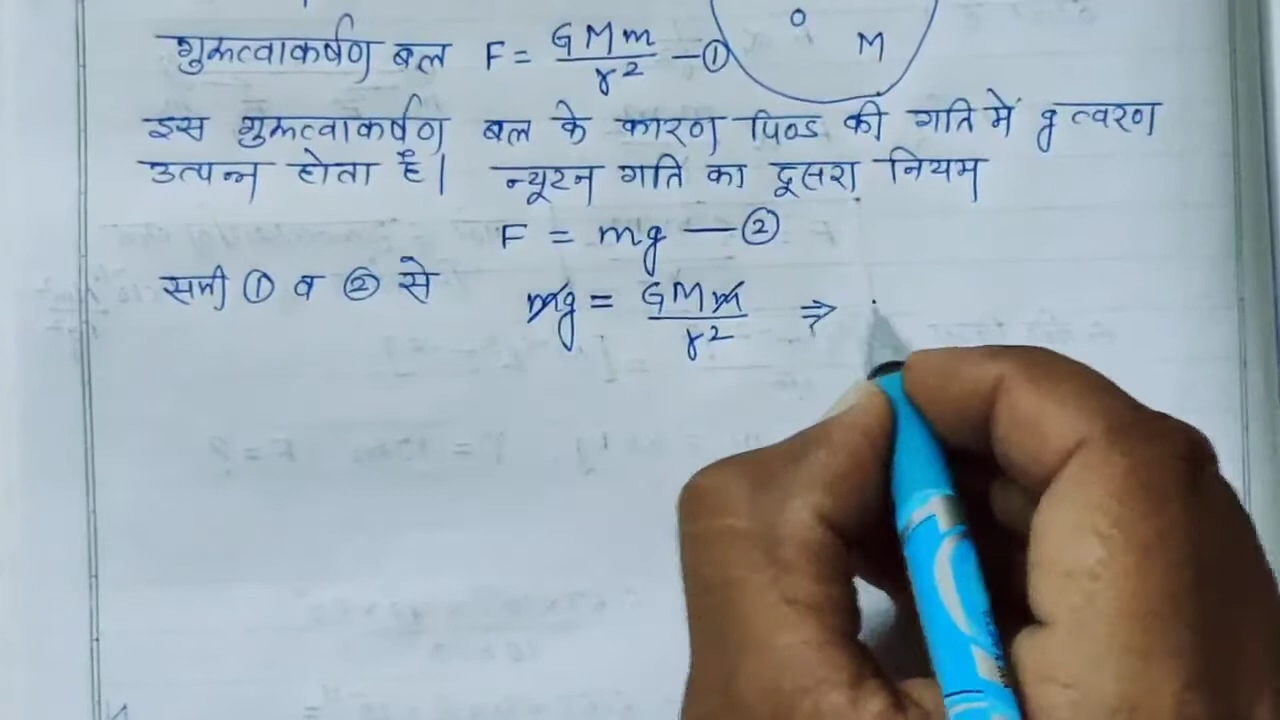 O
M
गुरुत्वाकर्षण बल F = GMm/r² —①
इस गुरुत्वाकर्षण बल के कारण पिण्ड की गति में g त्वरण
उत्पन्न होता है। न्यूटन गति का दूसरा नियम
F = mg —②
समी ① व ② से mg = GMm/r² ⇒